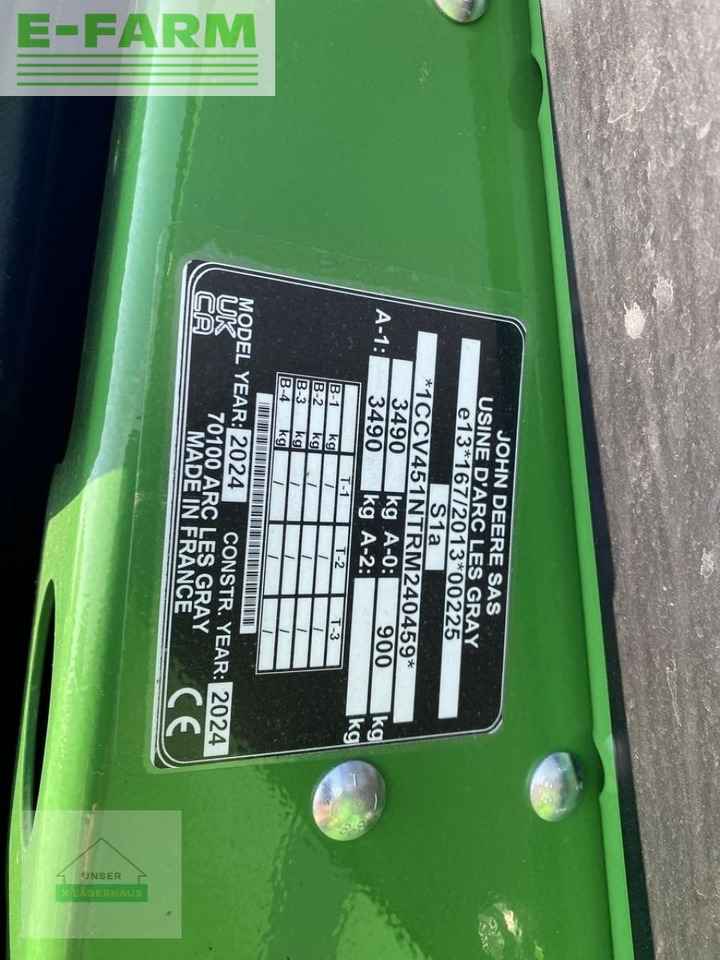 E-FARM
JOHN DEERE SAS
USINE D'ARC LES GRAY
e13*167/2013*00225
S1a
*1CCV451NTRM240459*
3490 kg A-0: 900 kg
A-1: 3490 kg A-2: kg
T-1 T-2 T-3
B-1 kg / / /
B-2 kg / / /
B-3 kg / / /
B-4 kg / / /
MODEL YEAR: 2024 CONSTR. YEAR: 2024
UK
CA
70100 ARC LES GRAY
MADE IN FRANCE
CE
UNSER
X LAGERHAUS